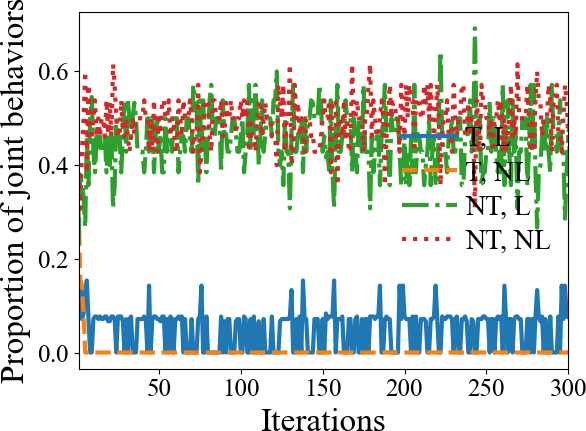 Proportion of joint behaviors
0.6
0.4
0.2
0.0
T, L
T, NL
NT, L
NT, NL
50
100
150
200
250
300
Iterations